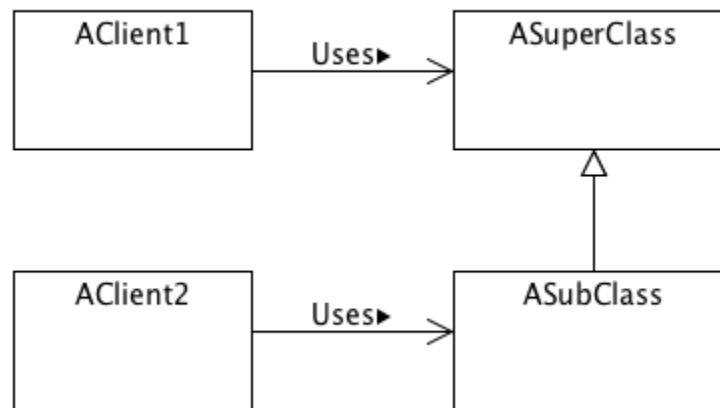 AClient1
Uses▸
ASuperClass
AClient2
Uses▸
ASubClass